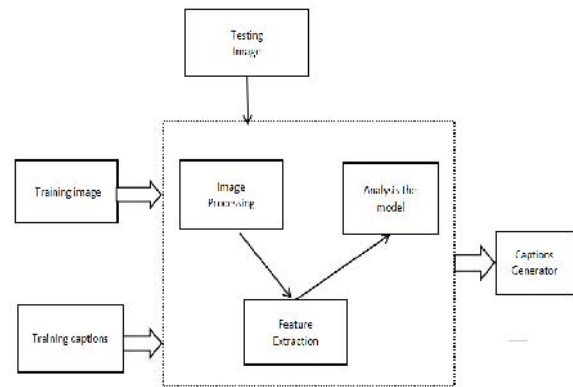 Testing
Image
Training image
Image
Processing
Analysis the
model
Captions
Generator
Training captions
Feature
Extraction